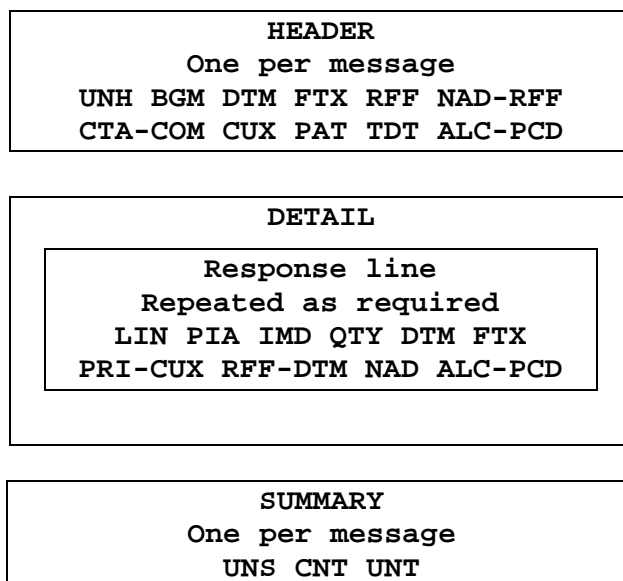 HEADER
One per message
UNH BGM DTM FTX RFF NAD-RFF
CTA-COM CUX PAT TDT ALC-PCD
DETAIL
Response line
Repeated as required
LIN PIA IMD QTY DTM FTX
PRI-CUX RFF-DTM NAD ALC-PCD
SUMMARY
One per message
UNS CNT UNT